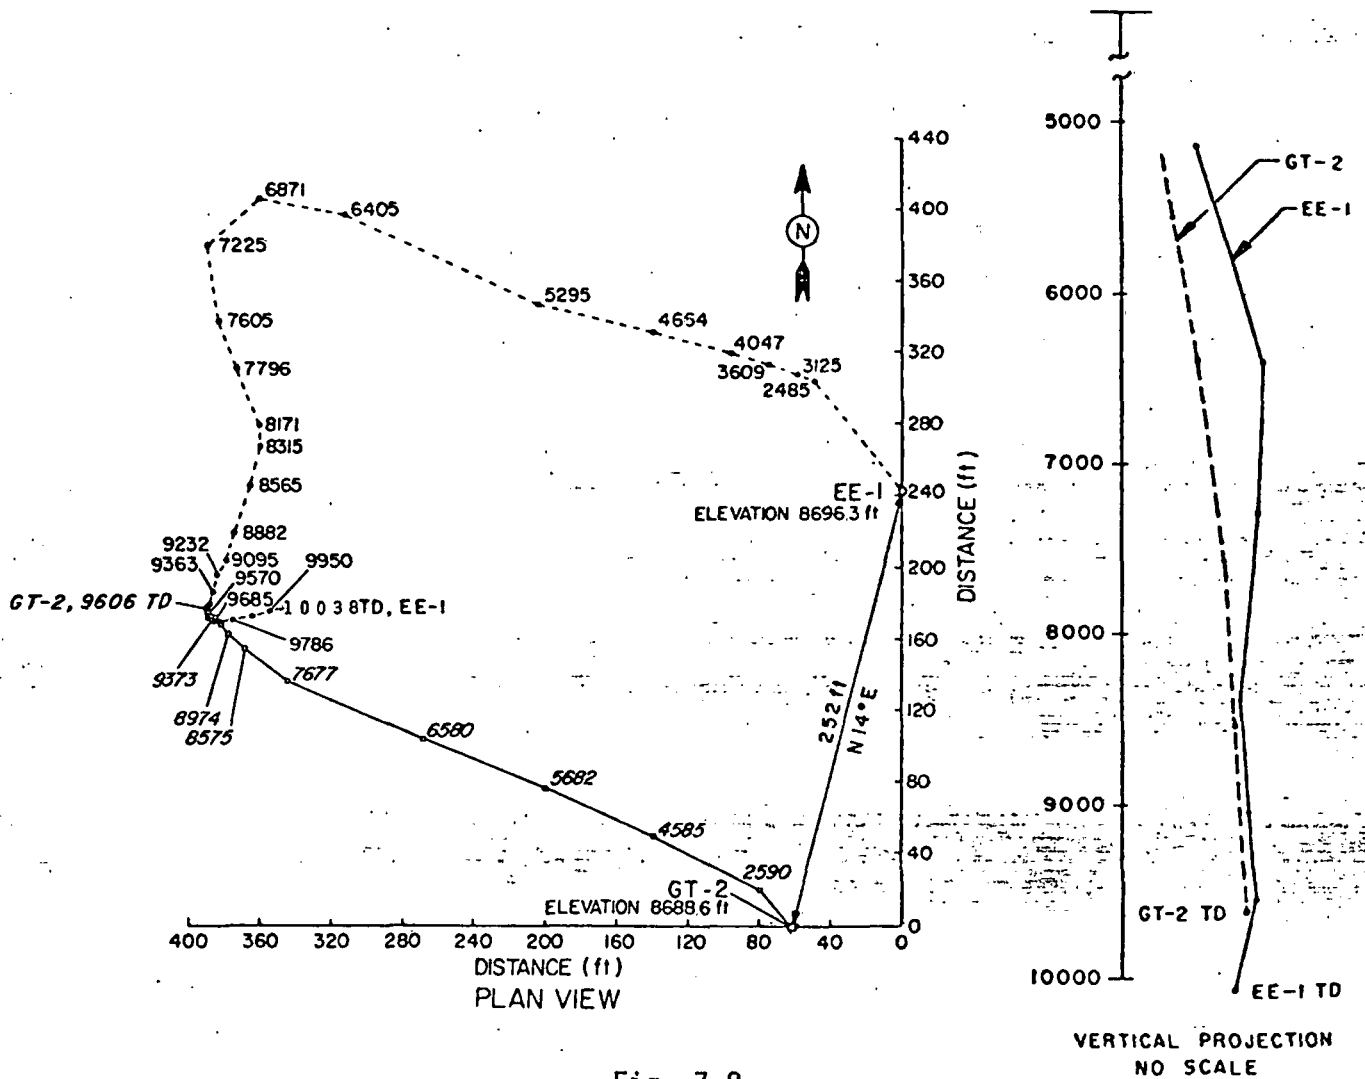 440
400
360
320
280
240
200
160
120
80
40
0
DISTANCE (ft)
6871
6405
7225
5295
7605
4654
4047
3609
3125
2485
7796
8171
8315
8565
8882
9232
9095
9950
9363
9570
9685
GT-2, 9606 TD
10038TD, EE-1
9786
9373
7677
8974
8575
6580
5682
4585
2590
N
EE-1
ELEVATION 8696.3 ft
252 ft
N 14° E
GT-2
ELEVATION 8688.6 ft
400 360 320 280 240 200 160 120 80 40 0
DISTANCE (ft)
PLAN VIEW
5000
GT-2
EE-1
6000
7000
8000
9000
GT-2 TD
10000
EE-1 TD
VERTICAL PROJECTION
NO SCALE